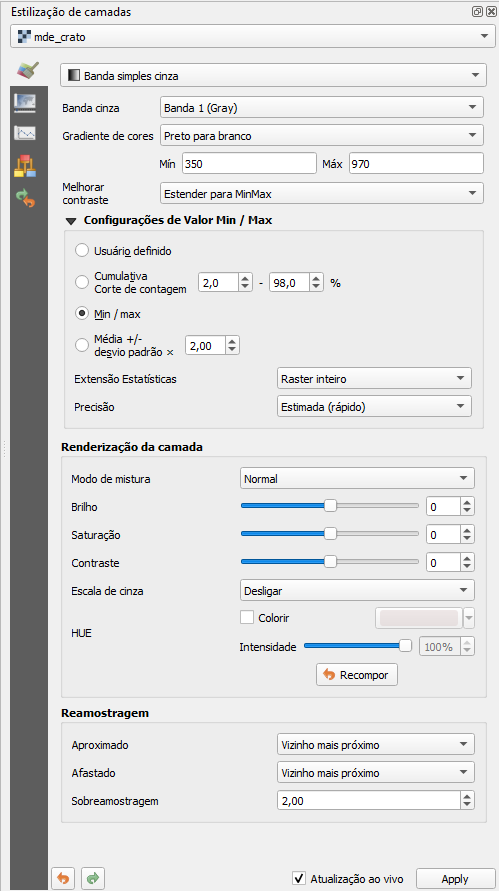 Estilização de camadas
mde_crato
Banda simples cinza
Banda cinza Banda 1 (Gray)
Gradiente de cores Preto para branco
Mín 350 Máx 970
Melhorar
contraste Estender para MinMax
Configurações de Valor Min / Max
Usuário definido
Cumulativa
Corte de contagem 2,0 - 98,0 %
Min / max
Média +/-
desvio padrão × 2,00
Extensão Estatísticas Raster inteiro
Precisão Estimada (rápido)
Renderização da camada
Modo de mistura Normal
Brilho 0
Saturação 0
Contraste 0
Escala de cinza Desligar
Colorir
HUE
Intensidade 100%
Recompor
Reamostragem
Aproximado Vizinho mais próximo
Afastado Vizinho mais próximo
Sobreamostragem 2,00
Atualização ao vivo Apply